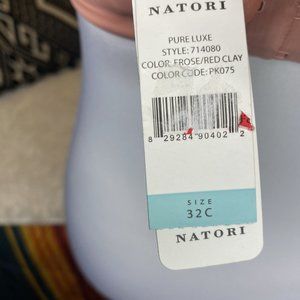 NATORI
PURE LUXE
STYLE: 714080
COLOR: FROSE/RED CLAY
COLOR CODE: PK075
8 29284 90402 2
SIZE
32C
NATORI